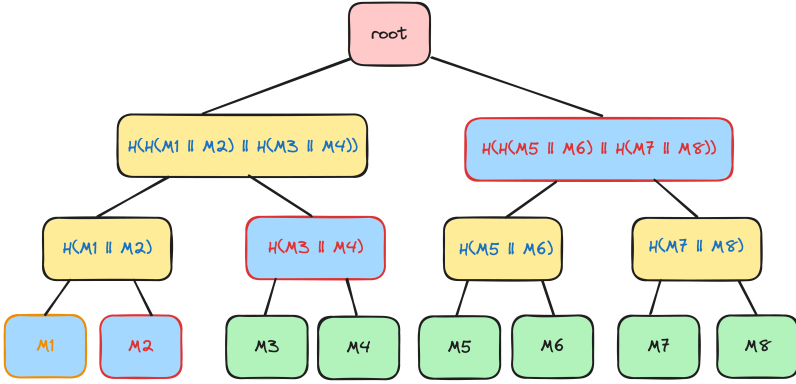 root
H(H(M1 || M2) || H(M3 || M4))
H(H(M5 || M6) || H(M7 || M8))
H(M1 || M2)
H(M3 || M4)
H(M5 || M6)
H(M7 || M8)
M1
M2
M3
M4
M5
M6
M7
M8